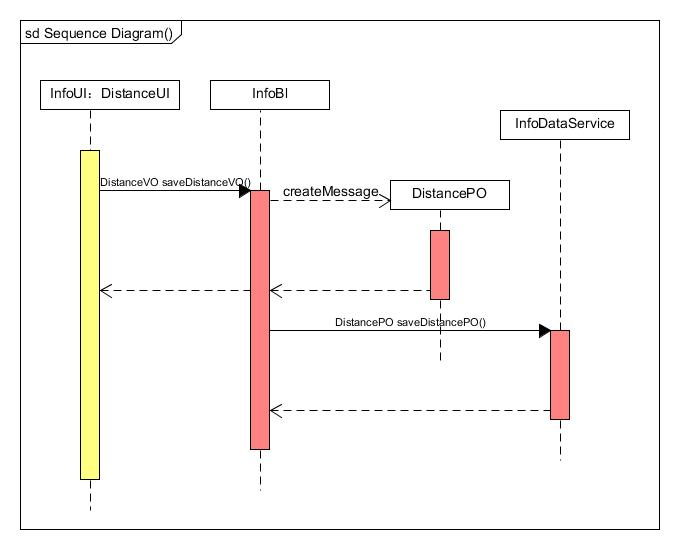 sd Sequence Diagram()
InfoUI：DistanceUI
InfoBl
InfoDataService
DistanceVO saveDistanceVO()
createMessage
DistancePO
DistancePO saveDistancePO()